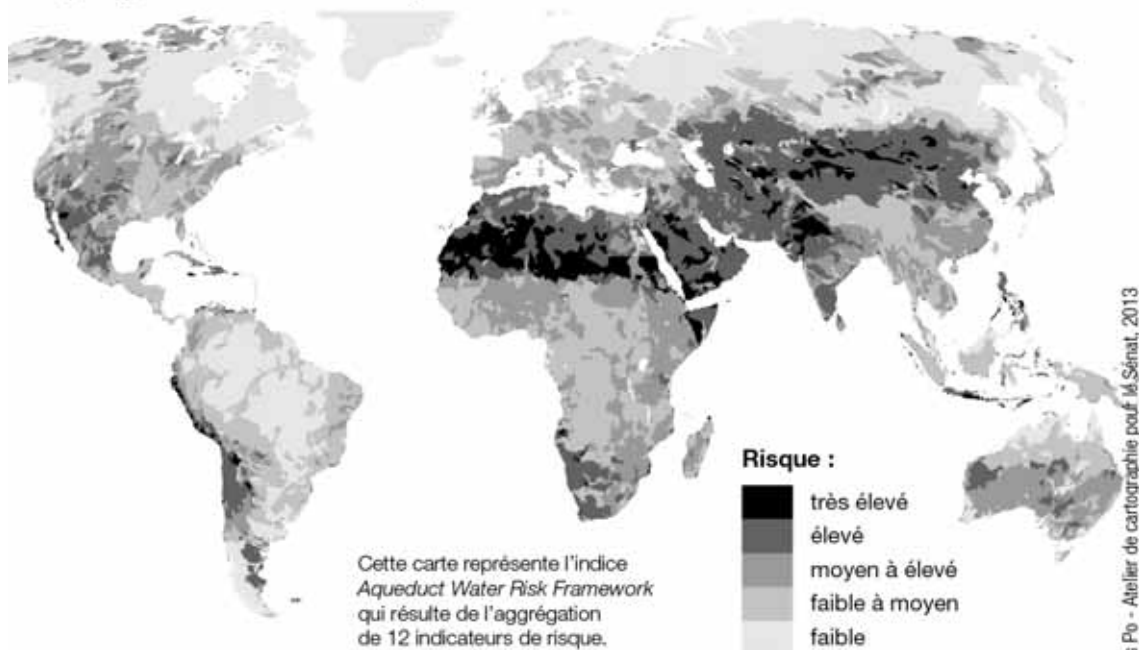 Risque :
très élevé
élevé
moyen à élevé
faible à moyen
faible
Cette carte représente l'indice
Aqueduct Water Risk Framework
qui résulte de l'aggrégation
de 12 indicateurs de risque.
Po - Atelier de cartographie pour le Sénat, 2013